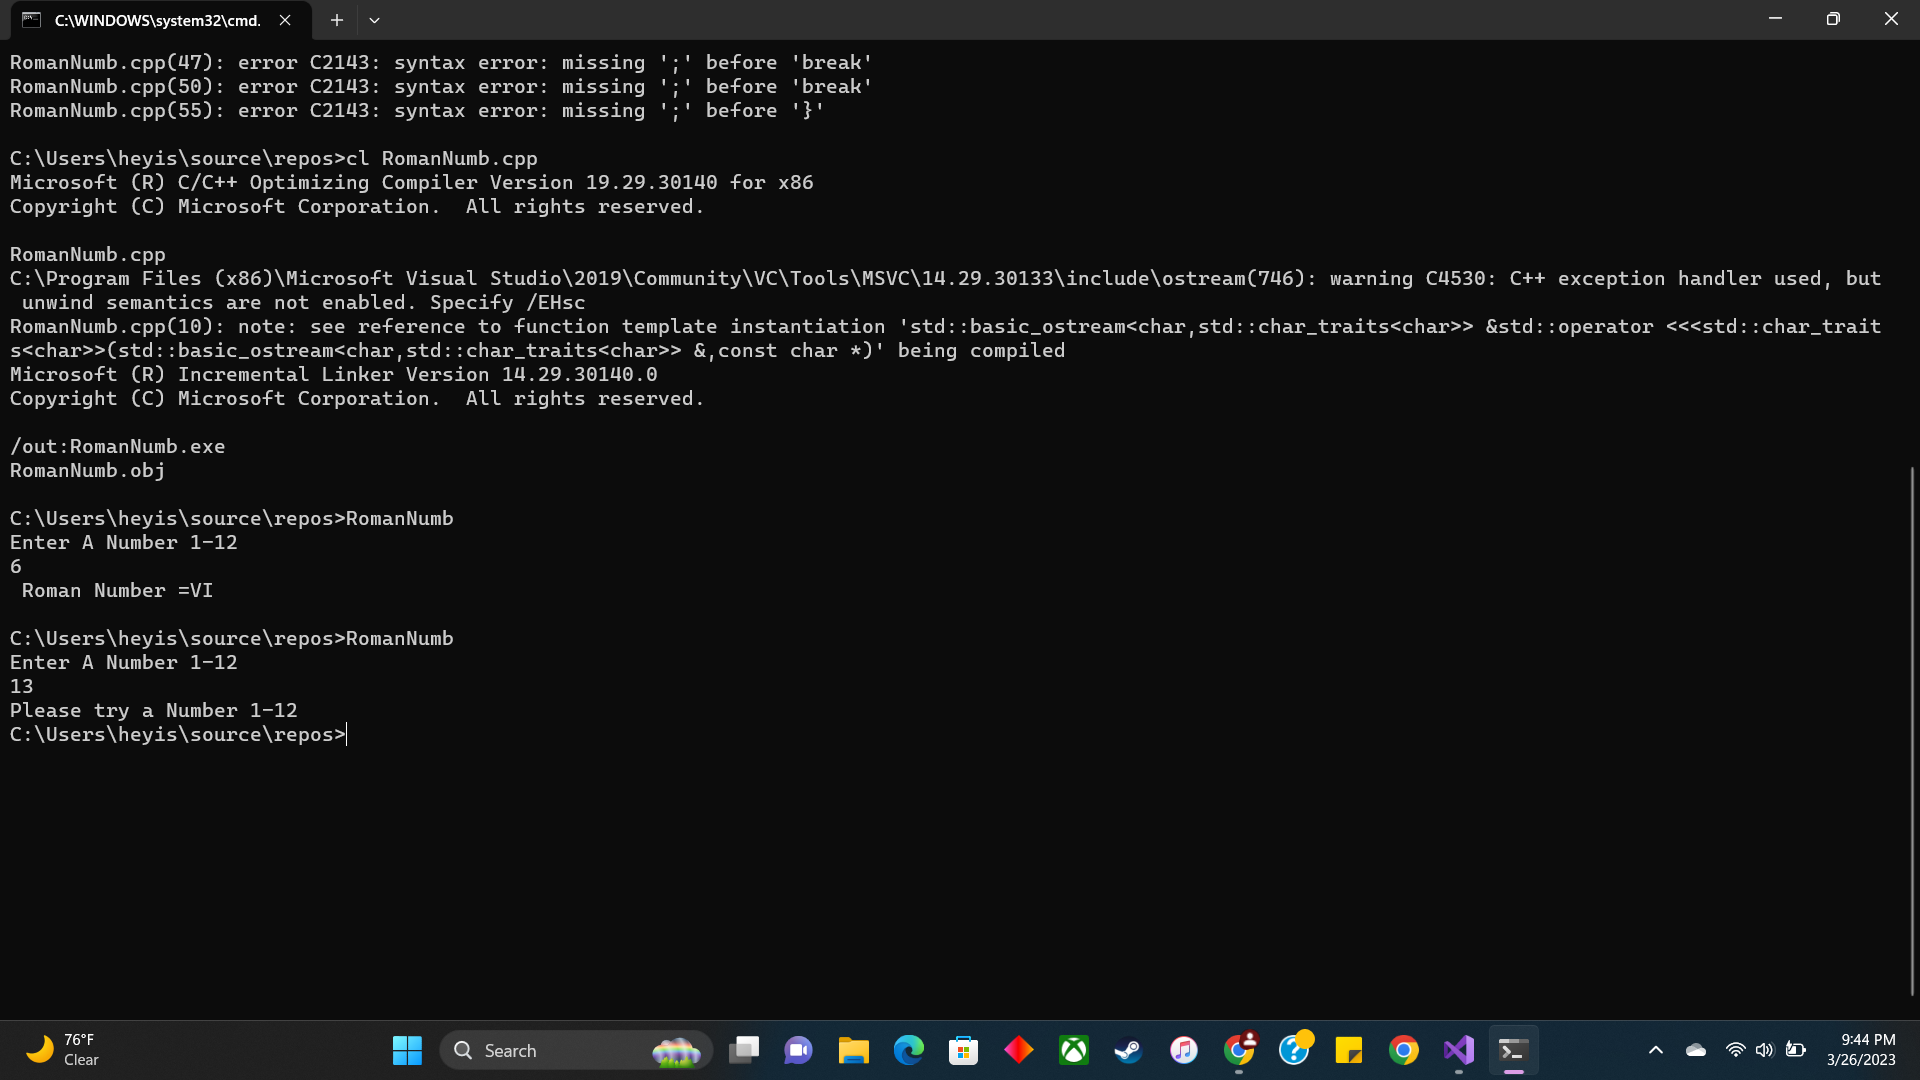 C:\WINDOWS\system32\cmd.
RomanNumb.cpp(47): error C2143: syntax error: missing ';' before 'break'
RomanNumb.cpp(50): error C2143: syntax error: missing ';' before 'break'
RomanNumb.cpp(55): error C2143: syntax error: missing ';' before '}'
C:\Users\heyis\source\repos>cl RomanNumb.cpp
Microsoft (R) C/C++ Optimizing Compiler Version 19.29.30140 for x86
Copyright (C) Microsoft Corporation.  All rights reserved.
RomanNumb.cpp
C:\Program Files (x86)\Microsoft Visual Studio\2019\Community\VC\Tools\MSVC\14.29.30133\include\ostream(746): warning C4530: C++ exception handler used, but
 unwind semantics are not enabled. Specify /EHsc
RomanNumb.cpp(10): note: see reference to function template instantiation 'std::basic_ostream<char,std::char_traits<char>> &std::operator <<<std::char_trait
s<char>>(std::basic_ostream<char,std::char_traits<char>> &,const char *)' being compiled
Microsoft (R) Incremental Linker Version 14.29.30140.0
Copyright (C) Microsoft Corporation.  All rights reserved.
/out:RomanNumb.exe
RomanNumb.obj
C:\Users\heyis\source\repos>RomanNumb
Enter A Number 1-12
6
 Roman Number =VI
C:\Users\heyis\source\repos>RomanNumb
Enter A Number 1-12
13
Please try a Number 1-12
C:\Users\heyis\source\repos>
76°F
Clear
Search
9:44 PM
3/26/2023